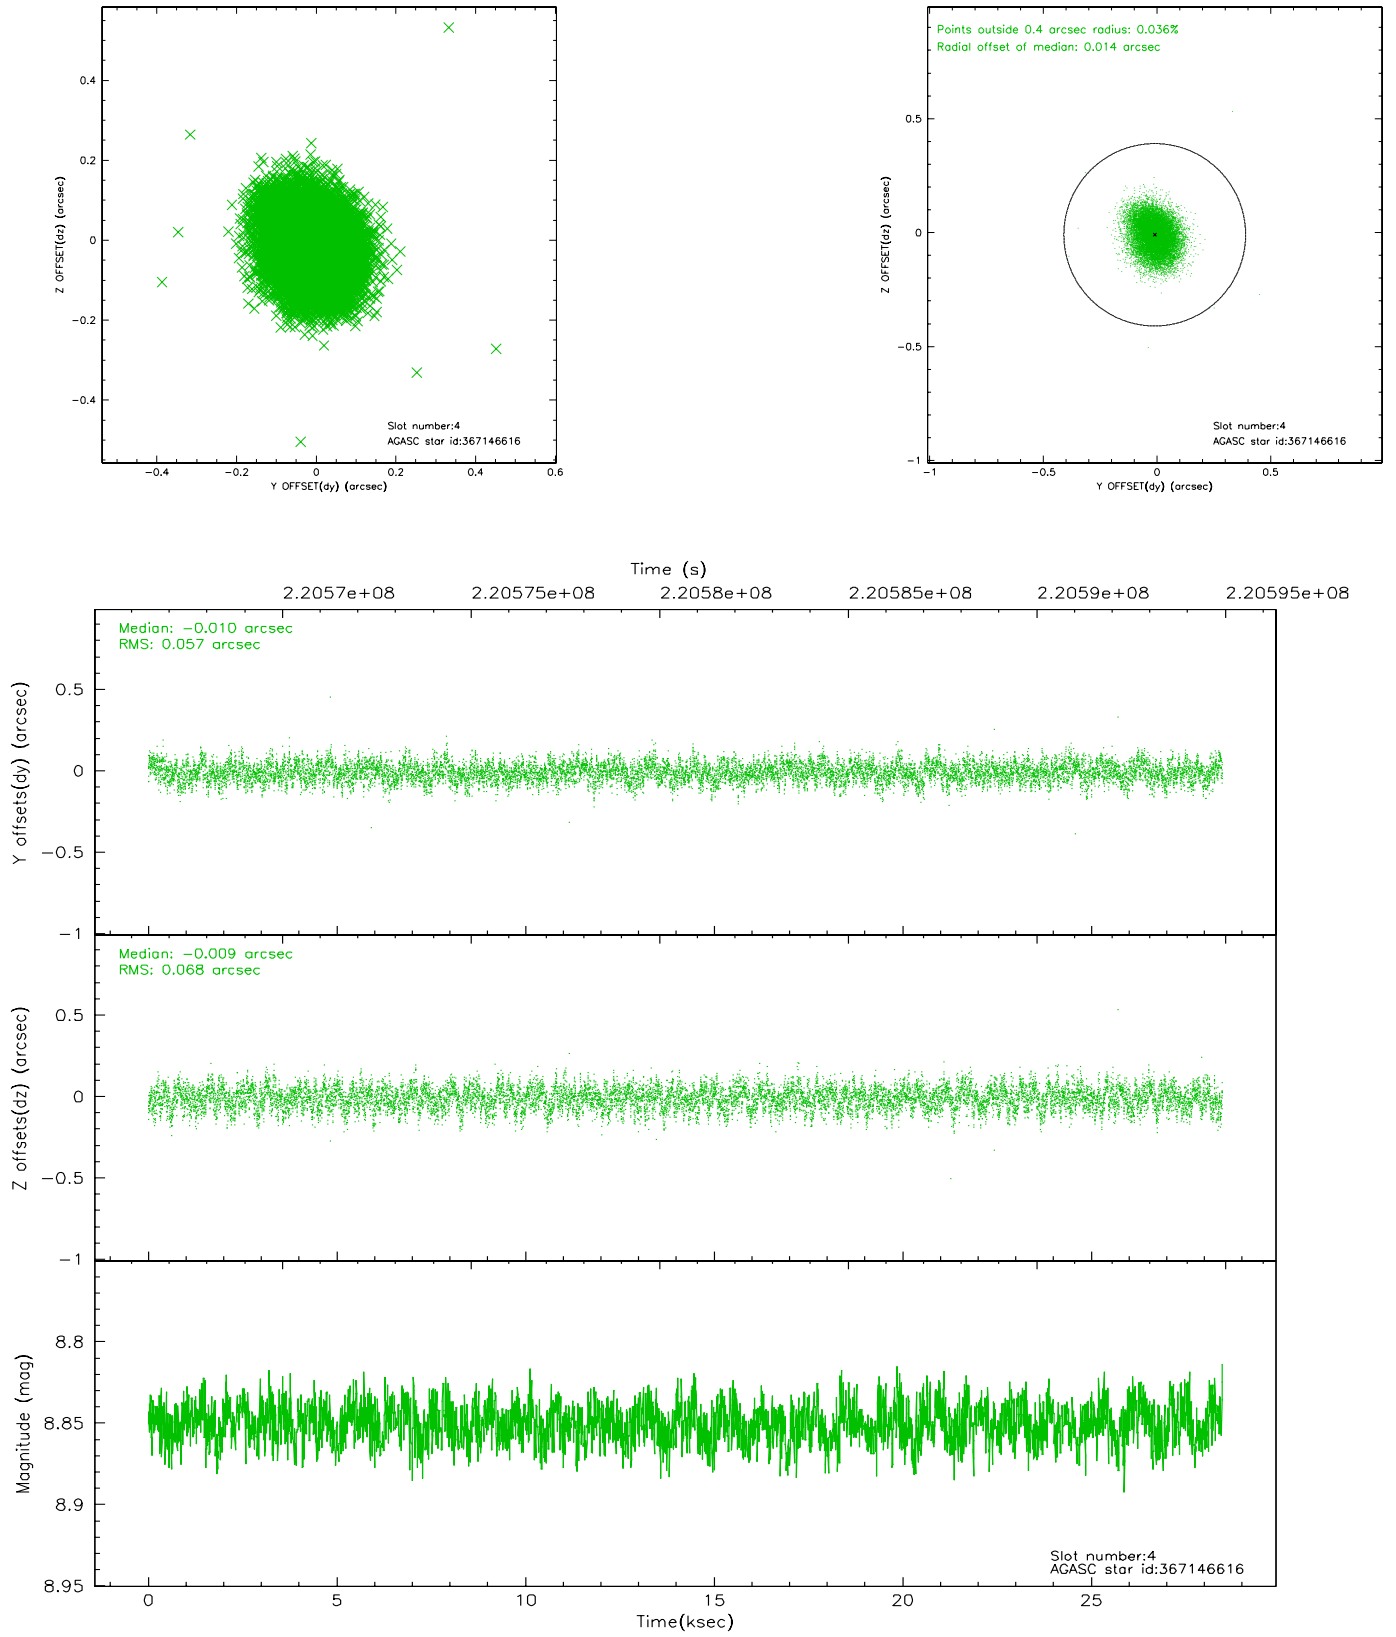 0.4
0.2
0
−0.2
−0.4
Z OFFSET(dz) (arcsec)
Slot number:4
AGASC star id:367146616
−0.4 −0.2 0 0.2 0.4 0.6
Y OFFSET(dy) (arcsec)
Points outside 0.4 arcsec radius: 0.036%
Radial offset of median: 0.014 arcsec
0.5
0
−0.5
−1
Z OFFSET(dz) (arcsec)
Slot number:4
AGASC star id:367146616
−1 −0.5 0 0.5
Y OFFSET(dy) (arcsec)
Time (s)
2.2057e+08 2.20575e+08 2.2058e+08 2.20585e+08 2.2059e+08 2.20595e+08
Median: −0.010 arcsec
RMS: 0.057 arcsec
0.5
0
−0.5
−1
Y offsets(dy) (arcsec)
Median: −0.009 arcsec
RMS: 0.068 arcsec
0.5
0
−0.5
−1
Z offsets(dz) (arcsec)
8.8
8.85
8.9
8.95
Magnitude (mag)
Slot number:4
AGASC star id:367146616
0 5 10 15 20 25
Time(ksec)